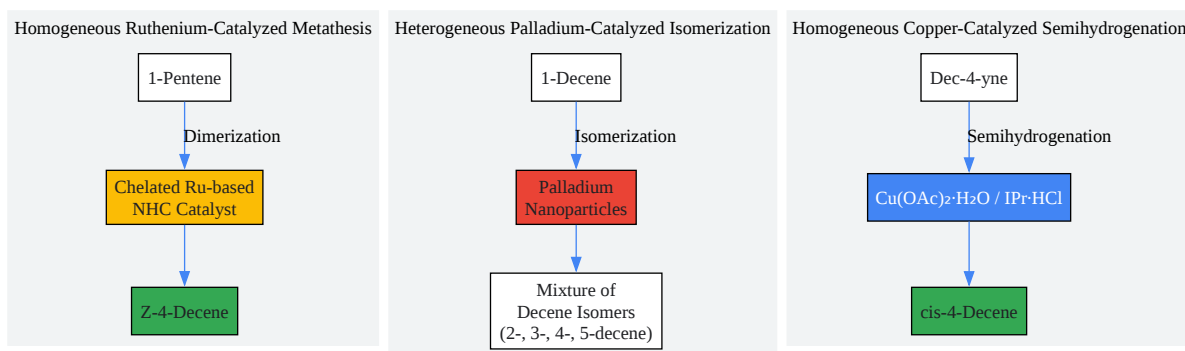 Homogeneous Ruthenium-Catalyzed Metathesis
1-Pentene
Dimerization
Chelated Ru-based
NHC Catalyst
Z-4-Decene
Heterogeneous Palladium-Catalyzed Isomerization
1-Decene
Isomerization
Palladium
Nanoparticles
Mixture of
Decene Isomers
(2-, 3-, 4-, 5-decene)
Homogeneous Copper-Catalyzed Semihydrogenation
Dec-4-yne
Semihydrogenation
Cu(OAc)₂·H₂O / IPr·HCl
cis-4-Decene